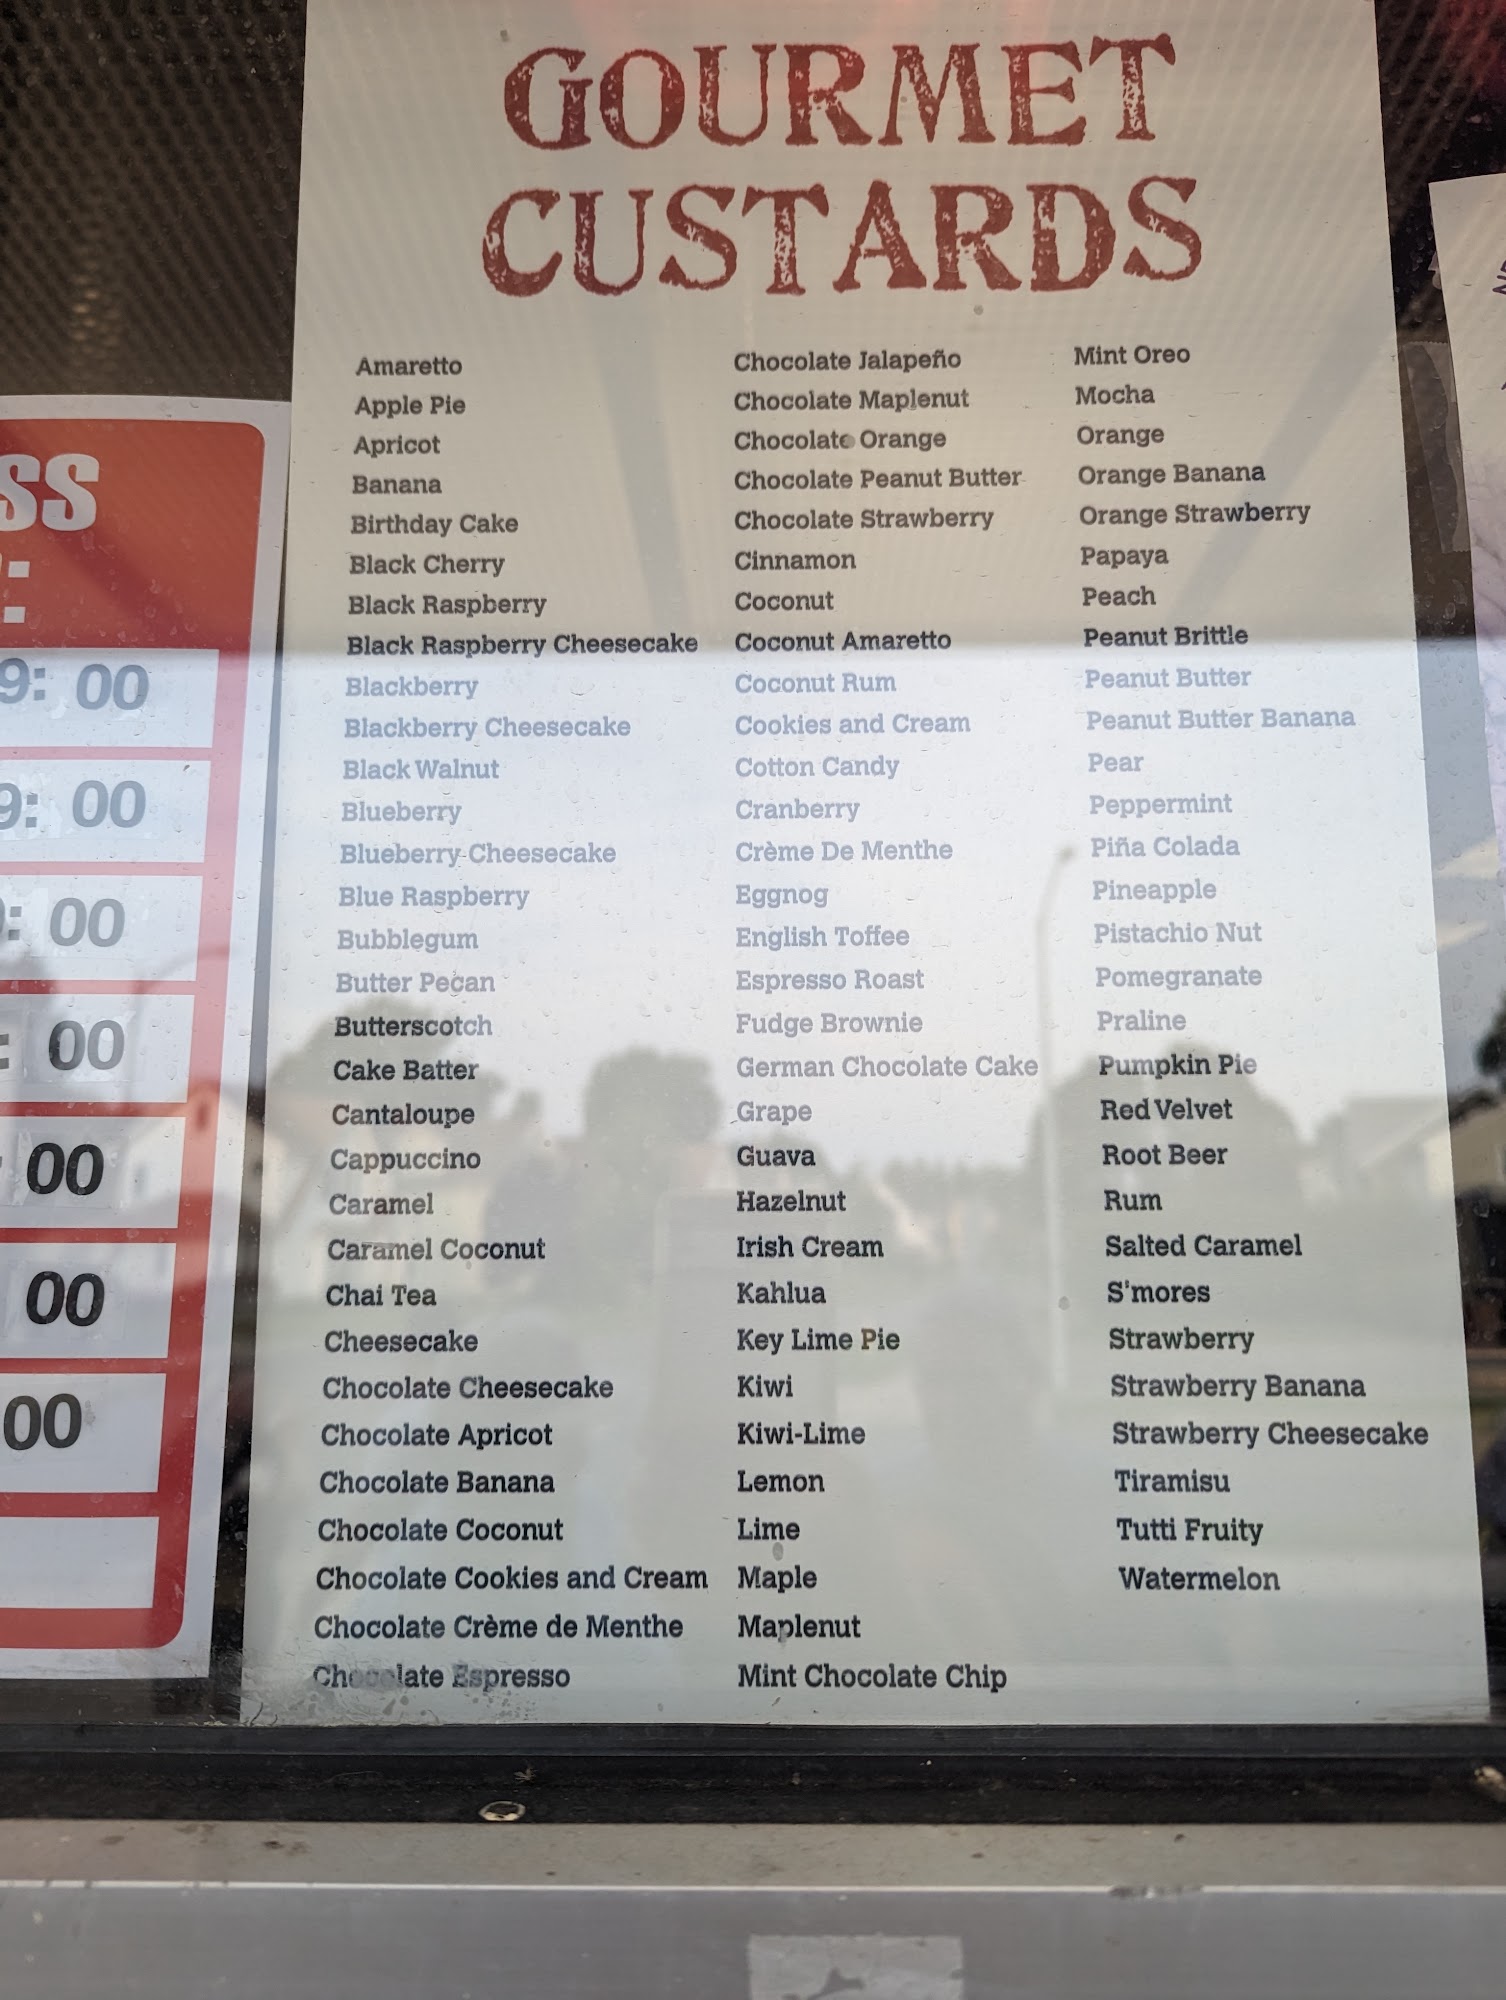 GOURMET
CUSTARDS
Amaretto
Apple Pie
Apricot
Banana
Birthday Cake
Black Cherry
Black Raspberry
Black Raspberry Cheesecake
Blackberry
Blackberry Cheesecake
Black Walnut
Blueberry
Blueberry Cheesecake
Blue Raspberry
Bubblegum
Butter Pecan
Butterscotch
Cake Batter
Cantaloupe
Cappuccino
Caramel
Caramel Coconut
Chai Tea
Cheesecake
Chocolate Cheesecake
Chocolate Apricot
Chocolate Banana
Chocolate Coconut
Chocolate Cookies and Cream
Chocolate Crème de Menthe
Chocolate Espresso
Chocolate Jalapeño
Chocolate Maplenut
Chocolate Orange
Chocolate Peanut Butter
Chocolate Strawberry
Cinnamon
Coconut
Coconut Amaretto
Coconut Rum
Cookies and Cream
Cotton Candy
Cranberry
Crème De Menthe
Eggnog
English Toffee
Espresso Roast
Fudge Brownie
German Chocolate Cake
Grape
Guava
Hazelnut
Irish Cream
Kahlua
Key Lime Pie
Kiwi
Kiwi-Lime
Lemon
Lime
Maple
Maplenut
Mint Chocolate Chip
Mint Oreo
Mocha
Orange
Orange Banana
Orange Strawberry
Papaya
Peach
Peanut Brittle
Peanut Butter
Peanut Butter Banana
Pear
Peppermint
Piña Colada
Pineapple
Pistachio Nut
Pomegranate
Praline
Pumpkin Pie
Red Velvet
Root Beer
Rum
Salted Caramel
S'mores
Strawberry
Strawberry Banana
Strawberry Cheesecake
Tiramisu
Tutti Fruity
Watermelon
SS
:
9: 00
9: 00
: 00
: 00
00
00
00